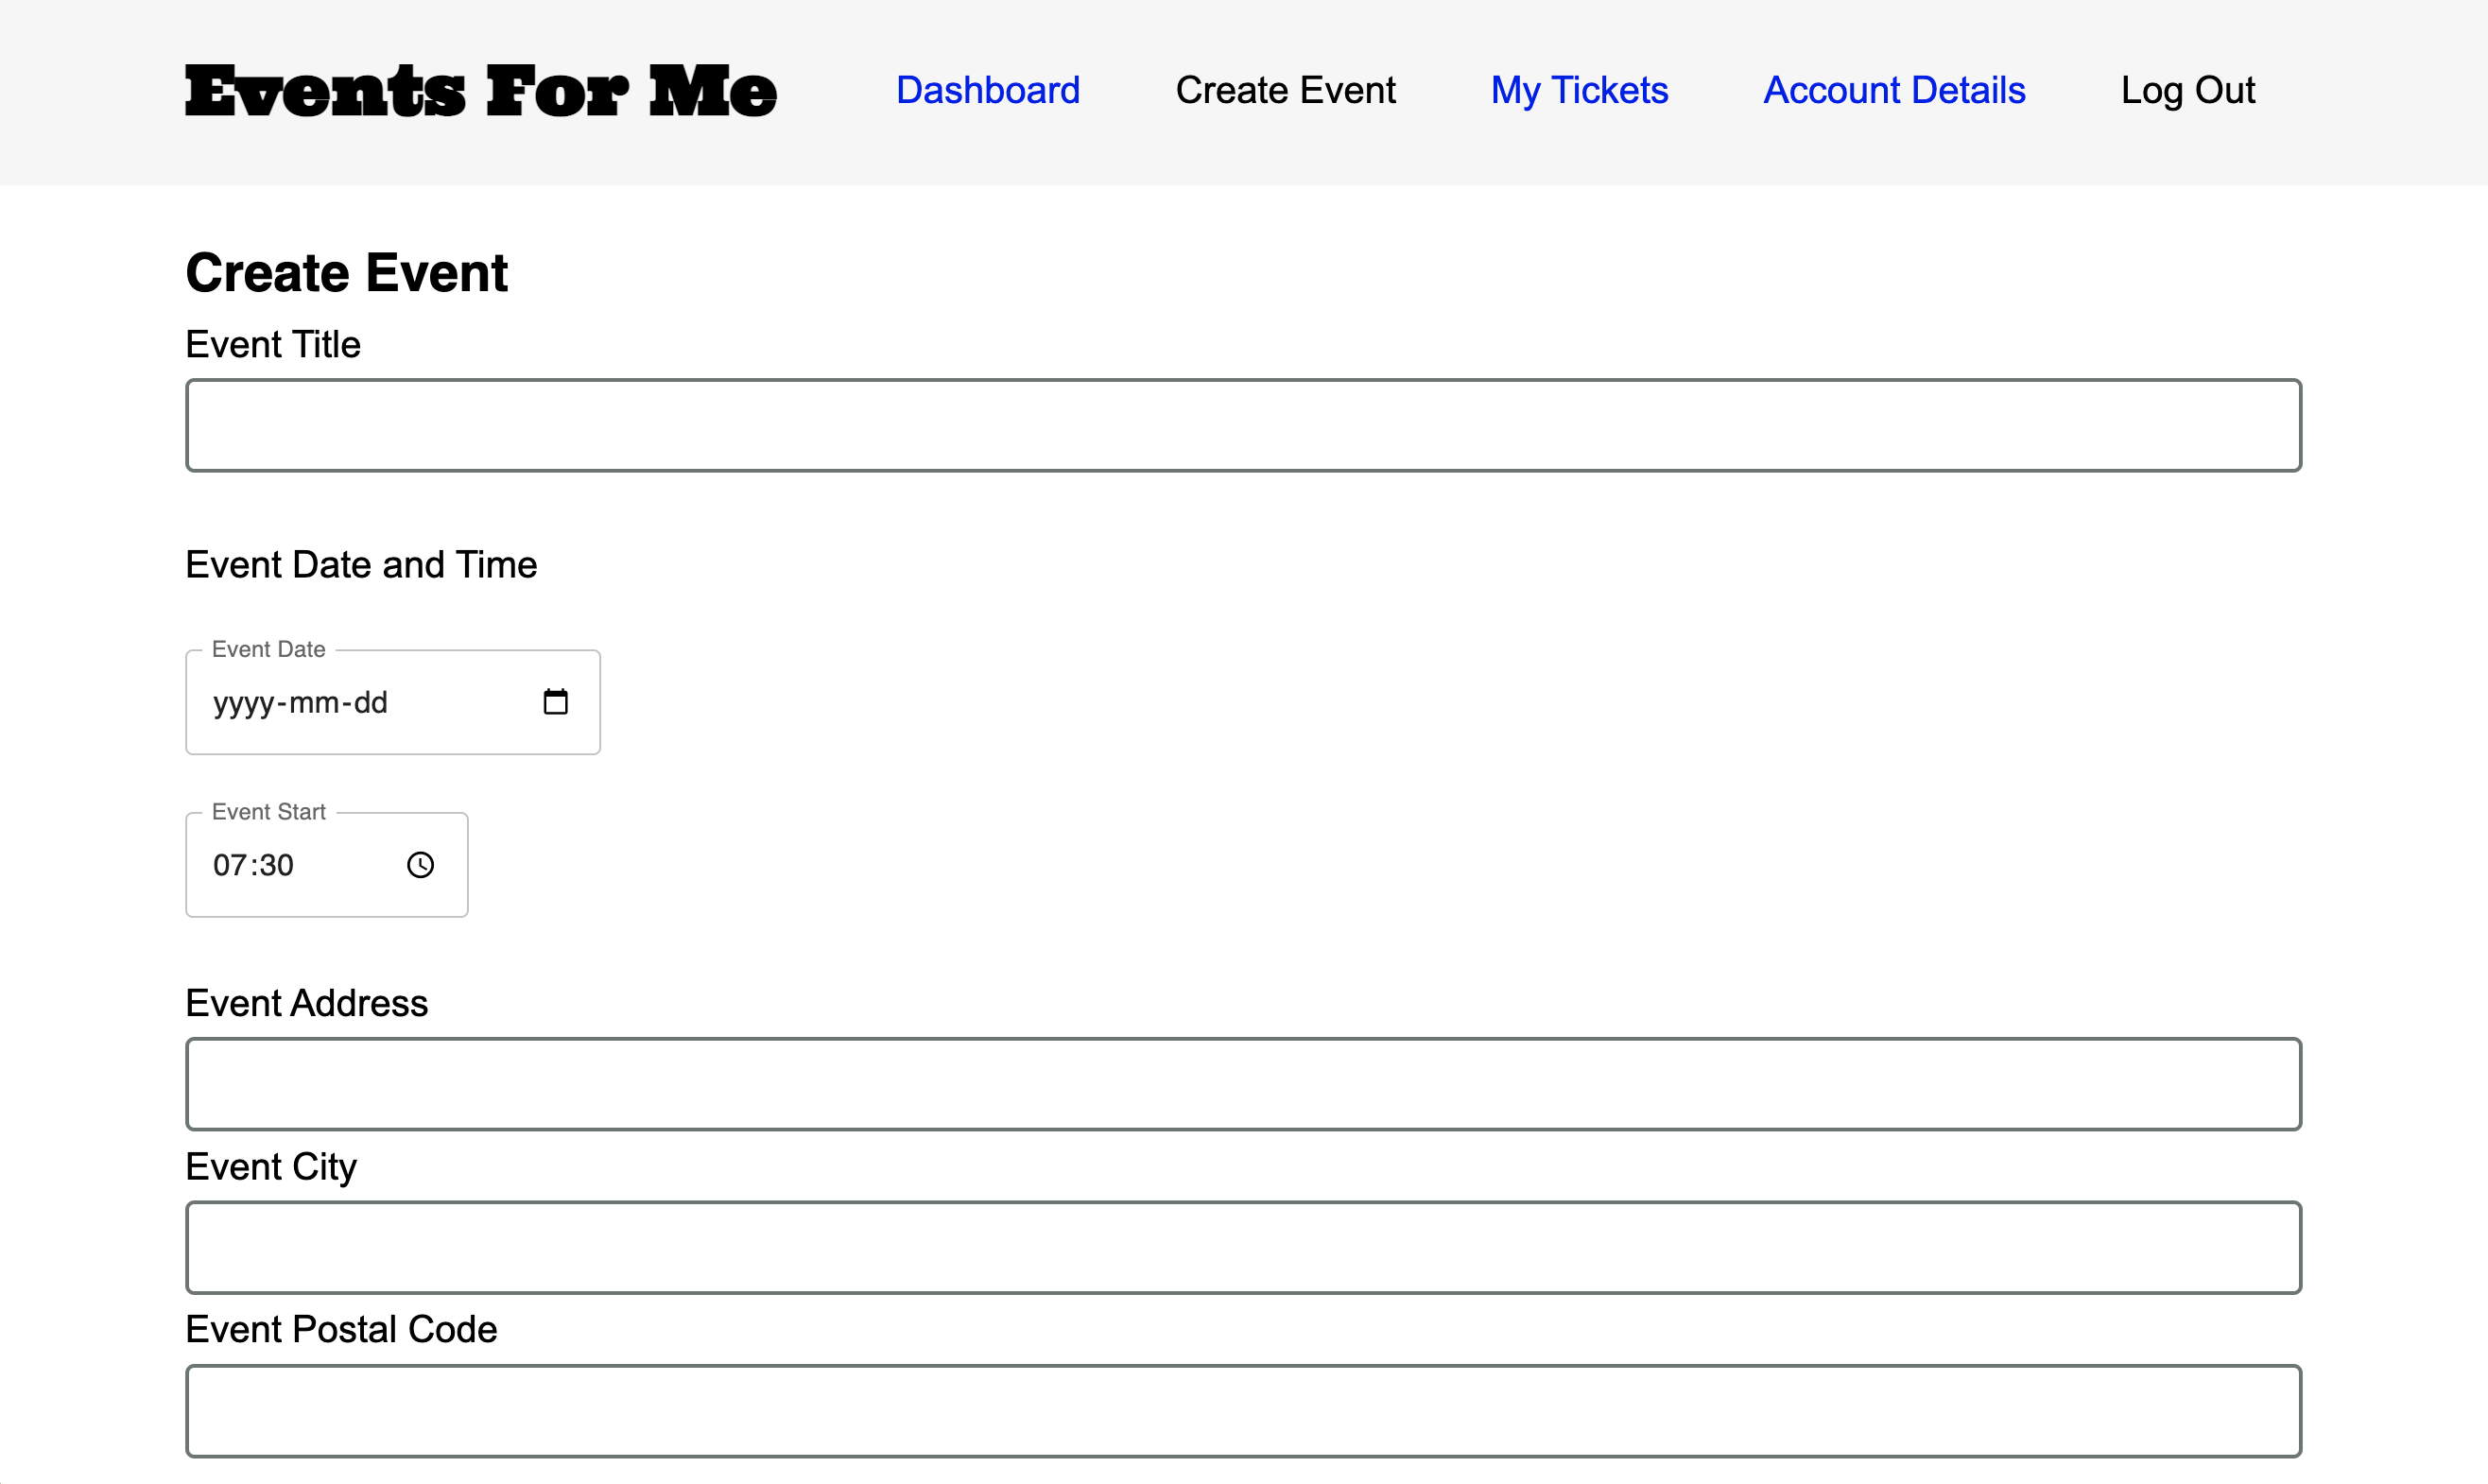 Events For Me Dashboard Create Event My Tickets Account Details Log Out
Create Event
Event Title
Event Date and Time
Event Date
yyyy-mm-dd
Event Start
07:30
Event Address
Event City
Event Postal Code